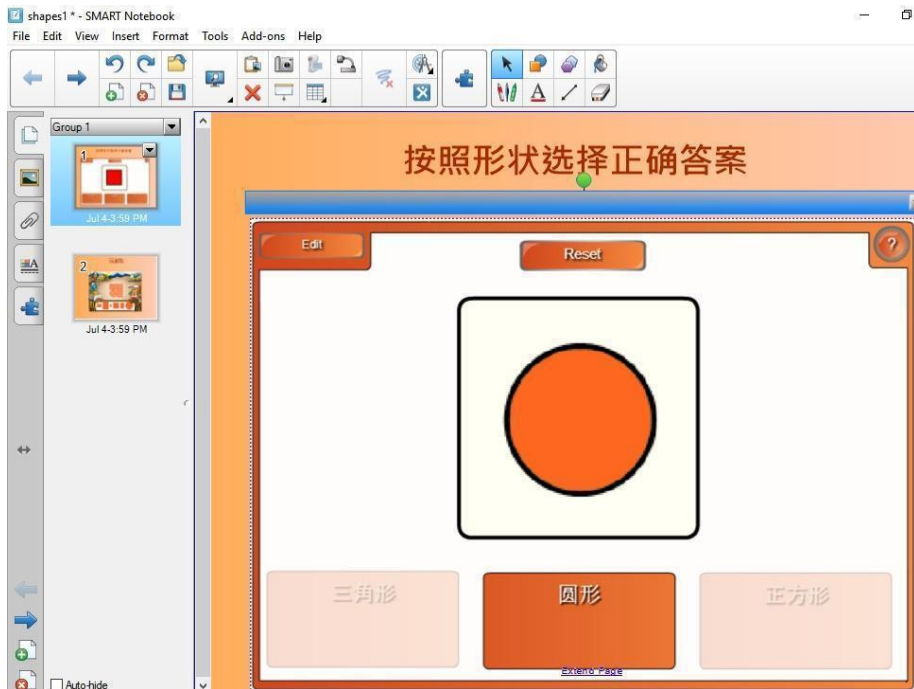 shapes1 * - SMART Notebook
File Edit View Insert Format Tools Add-ons Help
Group 1
1
Jul 4-3:59 PM
2
Jul 4-3:59 PM
Auto-hide
按照形状选择正确答案
Edit
Reset
?
三角形
圆形
正方形
Extend Page